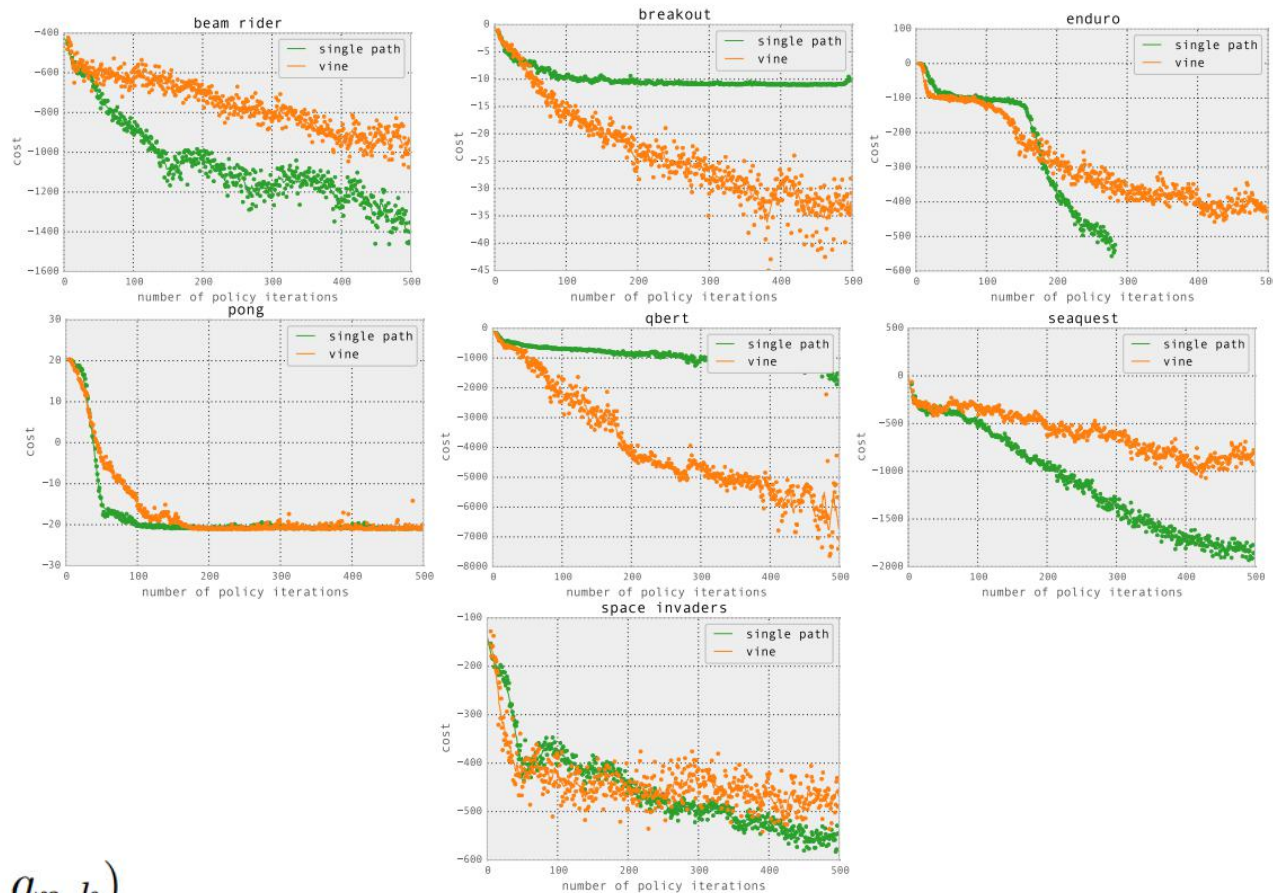 beam rider
-400
-600
-800
-1000
-1200
-1400
-1600
cost
0
100
200
300
400
500
number of policy iterations
single path
vine
breakout
0
-5
-10
-15
-20
-25
-30
-35
-40
-45
cost
0
100
200
300
400
500
number of policy iterations
single path
vine
enduro
100
0
-100
-200
-300
-400
-500
-600
cost
0
100
200
300
400
500
number of policy iterations
single path
vine
pong
30
20
10
0
-10
-20
-30
cost
0
100
200
300
400
500
number of policy iterations
single path
vine
qbert
0
-1000
-2000
-3000
-4000
-5000
-6000
-7000
-8000
cost
0
100
200
300
400
500
number of policy iterations
single path
vine
seaquest
500
0
-500
-1000
-1500
-2000
cost
0
100
200
300
400
500
number of policy iterations
single path
vine
space invaders
-100
-200
-300
-400
-500
-600
cost
0
100
200
300
400
500
number of policy iterations
single path
vine